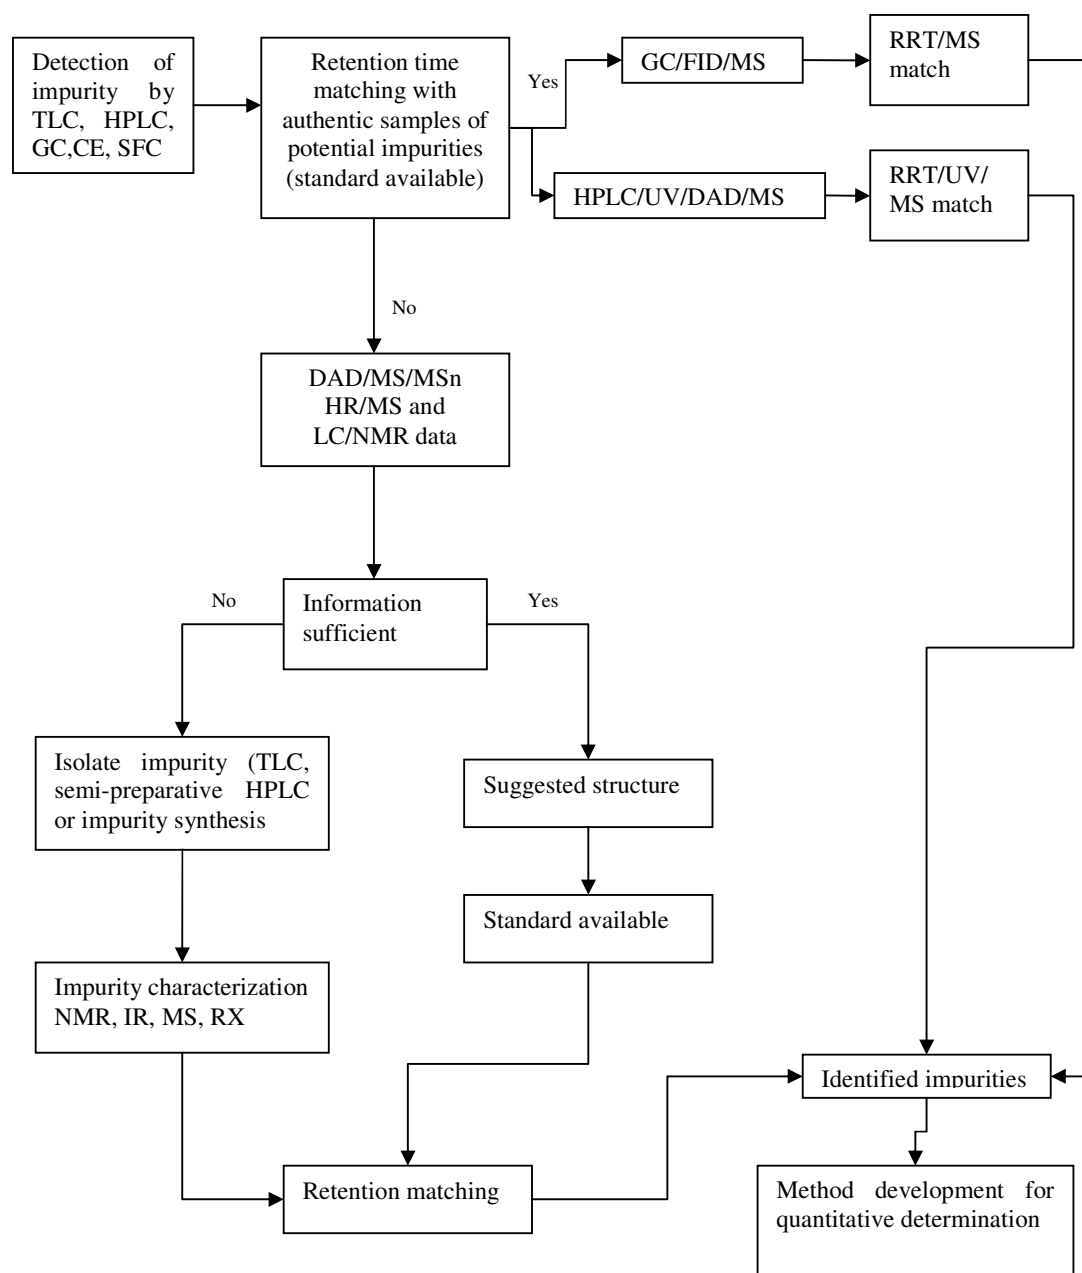 Detection of
impurity by
TLC, HPLC,
GC,CE, SFC
Retention time
matching with
authentic samples of
potential impurities
(standard available)
Yes
GC/FID/MS
RRT/MS
match
HPLC/UV/DAD/MS
RRT/UV/
MS match
No
DAD/MS/MSn
HR/MS and
LC/NMR data
No
Information
sufficient
Yes
Isolate impurity (TLC,
semi-preparative HPLC
or impurity synthesis
Suggested structure
Standard available
Impurity characterization
NMR, IR, MS, RX
Identified impurities
Retention matching
Method development for
quantitative determination